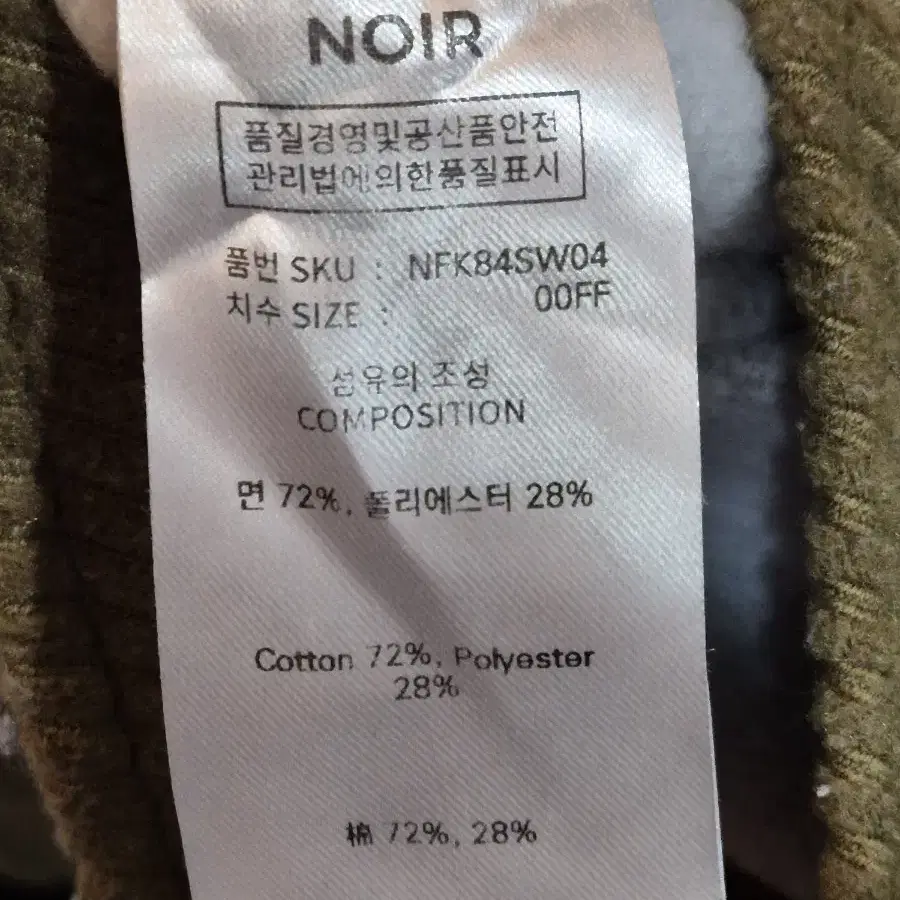 NOIR
품질경영및공산품안전
관리법에의한품질표시
품번 SKU : NFK84SW04
치수 SIZE : 00FF
섬유의 조성
COMPOSITION
면 72%, 폴리에스터 28%
Cotton 72%, Polyester
28%
棉 72%, 28%